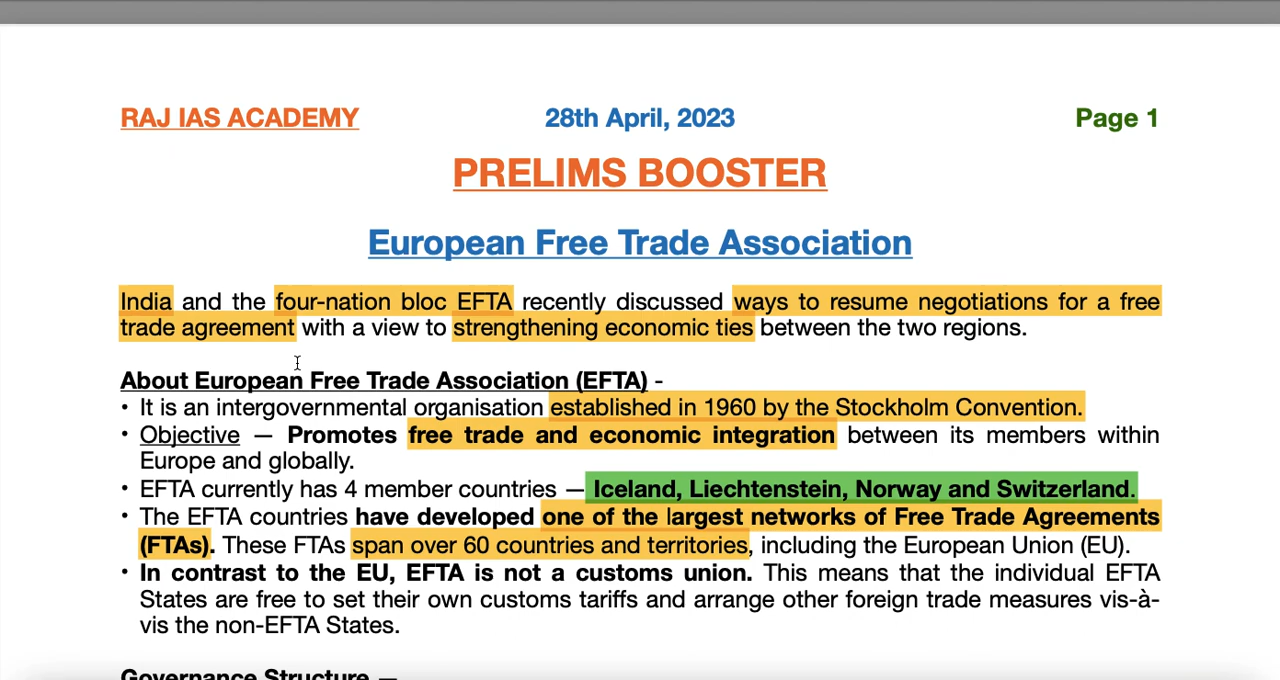 RAJ IAS ACADEMY 28th April, 2023 Page 1
PRELIMS BOOSTER
European Free Trade Association
India and the four-nation bloc EFTA recently discussed ways to resume negotiations for a free
trade agreement with a view to strengthening economic ties between the two regions.
About European Free Trade Association (EFTA) -
• It is an intergovernmental organisation established in 1960 by the Stockholm Convention.
• Objective — Promotes free trade and economic integration between its members within
Europe and globally.
• EFTA currently has 4 member countries — Iceland, Liechtenstein, Norway and Switzerland.
• The EFTA countries have developed one of the largest networks of Free Trade Agreements
(FTAs). These FTAs span over 60 countries and territories, including the European Union (EU).
• In contrast to the EU, EFTA is not a customs union. This means that the individual EFTA
States are free to set their own customs tariffs and arrange other foreign trade measures vis-à-
vis the non-EFTA States.
Governance Structure —